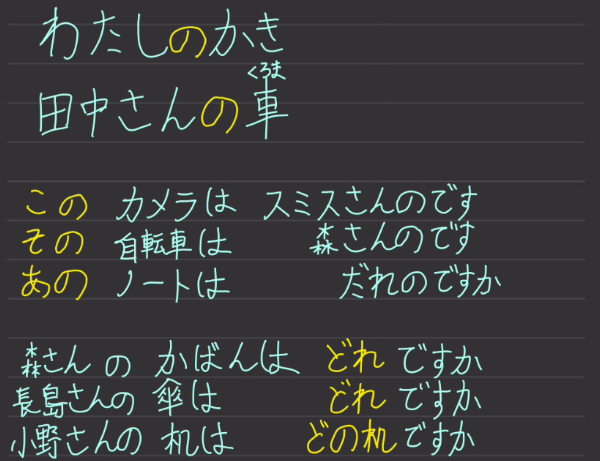 わたしのかき
くるま
田中さんの車
この カメラは スミスさんのです
その 自転車は 森さんのです
あの ノートは だれのですか
森さん の かばんは どれ ですか
長島さんの 傘は どれ ですか
小野さんの 机は どの机ですか